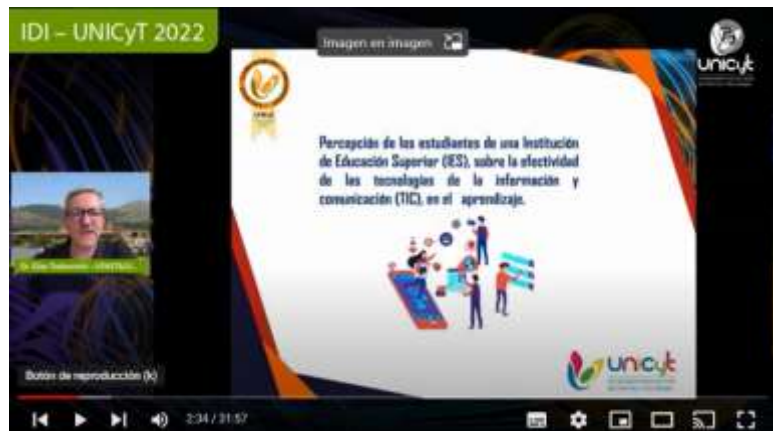 IDI – UNICyT 2022
Imagen en imagen
unicyt
Percepción de los estudiantes de una Institución
de Educación Superior (IES), sobre la efectividad
de las tecnologías de la información y
comunicación (TIC), en el aprendizaje.
Botón de reproducción (k)
unicyt
2:34 / 31:57